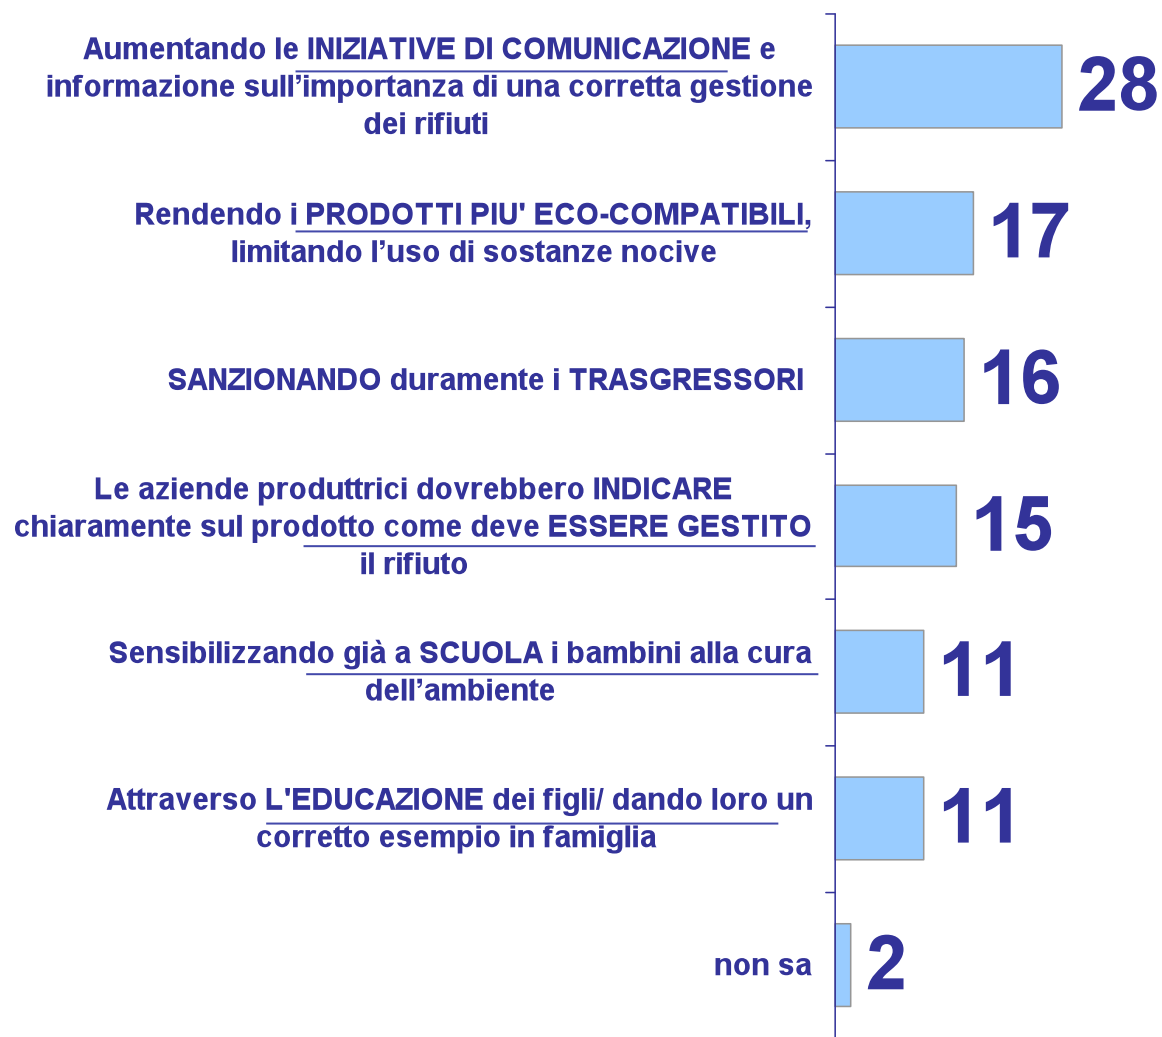 Aumentando le INIZIATIVE DI COMUNICAZIONE e
informazione sull’importanza di una corretta gestione
dei rifiuti
28
Rendendo i PRODOTTI PIU' ECO-COMPATIBILI,
limitando l’uso di sostanze nocive
17
SANZIONANDO duramente i TRASGRESSORI
16
Le aziende produttrici dovrebbero INDICARE
chiaramente sul prodotto come deve ESSERE GESTITO
il rifiuto
15
Sensibilizzando già a SCUOLA i bambini alla cura
dell’ambiente
11
Attraverso L'EDUCAZIONE dei figli/ dando loro un
corretto esempio in famiglia
11
non sa
2